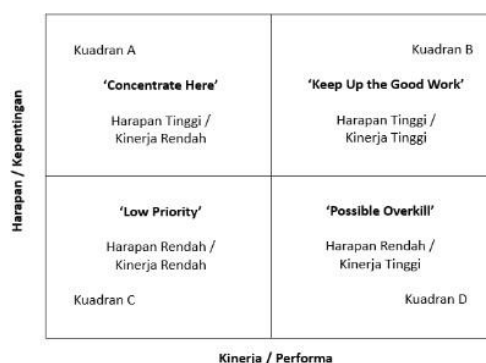 Harapan / Kepentingan
Kuadran A
'Concentrate Here'
Harapan Tinggi /
Kinerja Rendah
Kuadran B
'Keep Up the Good Work'
Harapan Tinggi /
Kinerja Tinggi
'Low Priority'
Harapan Rendah /
Kinerja Rendah
Kuadran C
'Possible Overkill'
Harapan Rendah /
Kinerja Tinggi
Kuadran D
Kinerja / Performa